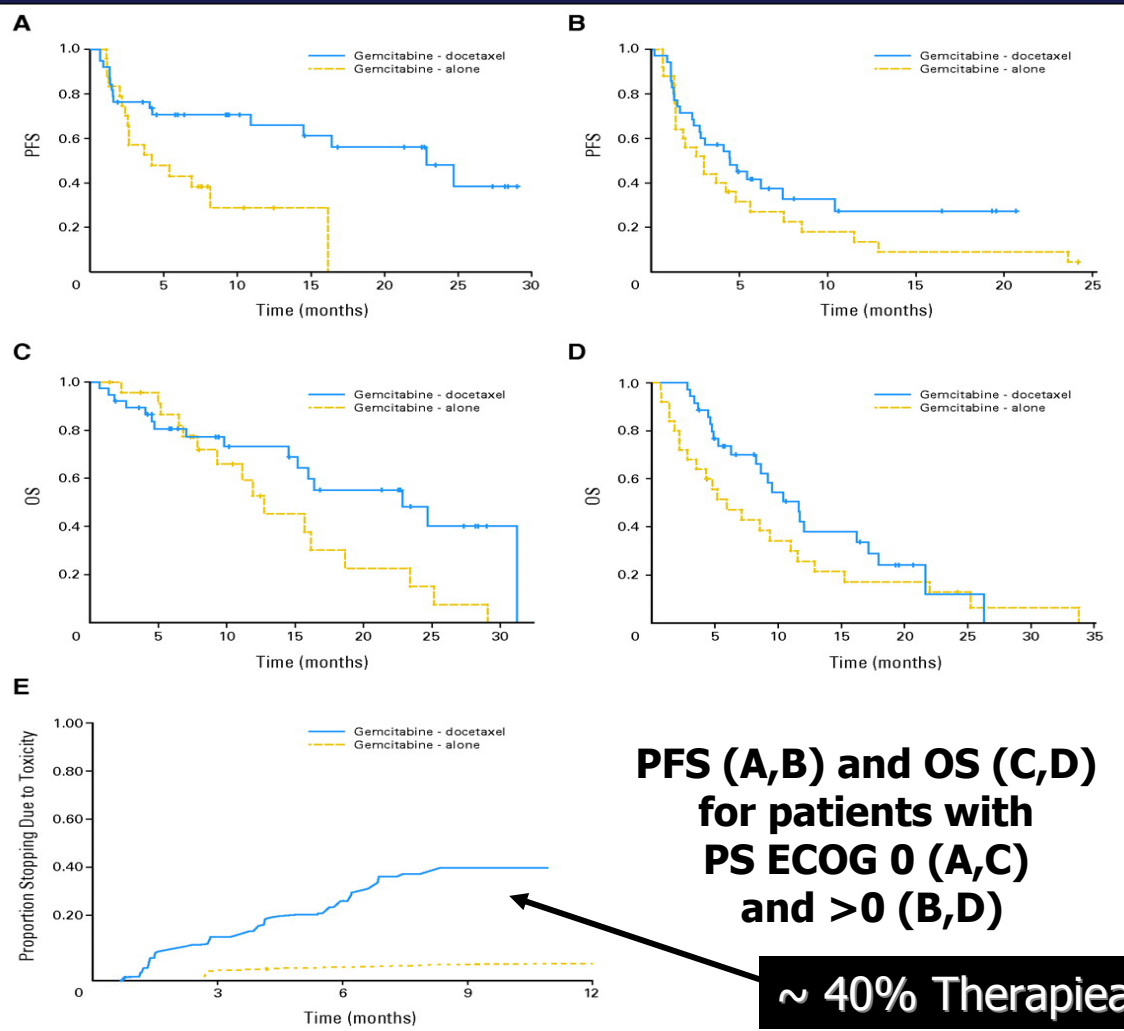 A
1.0
0.8
0.6
0.4
0.2
0
5
10
15
20
25
30
PFS
Time (months)
Gemcitabine - docetaxel
Gemcitabine - alone
B
1.0
0.8
0.6
0.4
0.2
0
5
10
15
20
25
PFS
Time (months)
Gemcitabine - docetaxel
Gemcitabine - alone
C
1.0
0.8
0.6
0.4
0.2
0
5
10
15
20
25
30
OS
Time (months)
Gemcitabine - docetaxel
Gemcitabine - alone
D
1.0
0.8
0.6
0.4
0.2
0
5
10
15
20
25
30
35
OS
Time (months)
Gemcitabine - docetaxel
Gemcitabine - alone
E
1.00
0.80
0.60
0.40
0.20
0
3
6
9
12
Proportion Stopping Due to Toxicity
Time (months)
Gemcitabine - docetaxel
Gemcitabine - alone
PFS (A,B) and OS (C,D)
for patients with
PS ECOG 0 (A,C)
and >0 (B,D)
~ 40% Therapiea